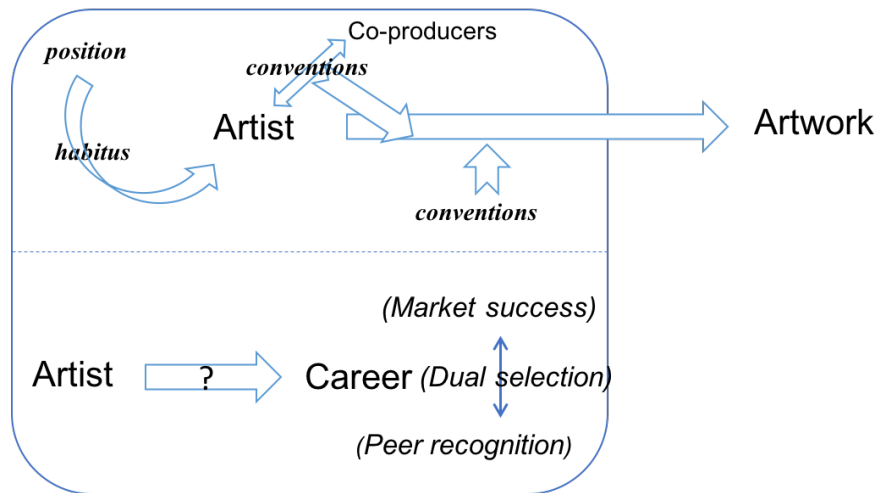 Co-producers
position
conventions
Artist
Artwork
habitus
conventions
(Market success)
Artist
?
Career (Dual selection)
(Peer recognition)